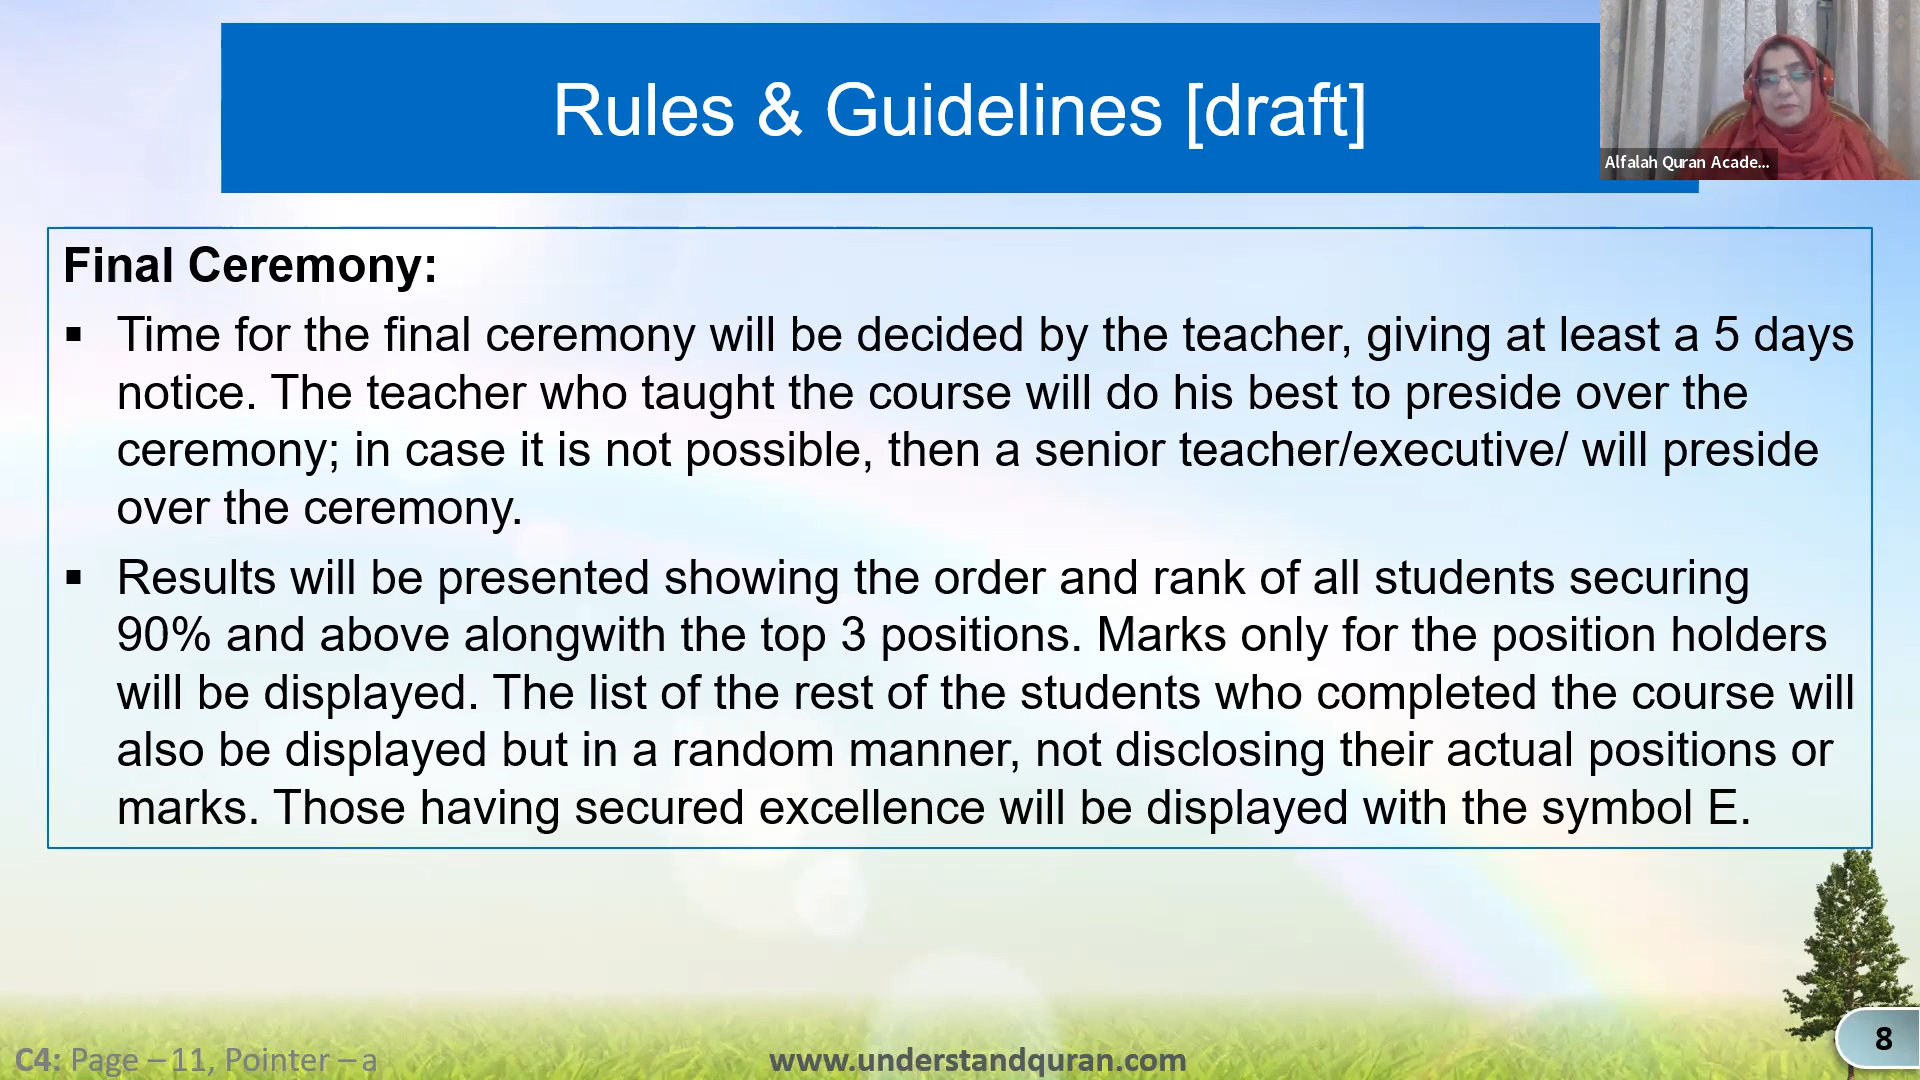 Rules & Guidelines [draft]
Alfalah Quran Acade...
Final Ceremony:
▪ Time for the final ceremony will be decided by the teacher, giving at least a 5 days
notice. The teacher who taught the course will do his best to preside over the
ceremony; in case it is not possible, then a senior teacher/executive/ will preside
over the ceremony.
▪ Results will be presented showing the order and rank of all students securing
90% and above alongwith the top 3 positions. Marks only for the position holders
will be displayed. The list of the rest of the students who completed the course will
also be displayed but in a random manner, not disclosing their actual positions or
marks. Those having secured excellence will be displayed with the symbol E.
C4: Page – 11, Pointer – a
www.understandquran.com
8